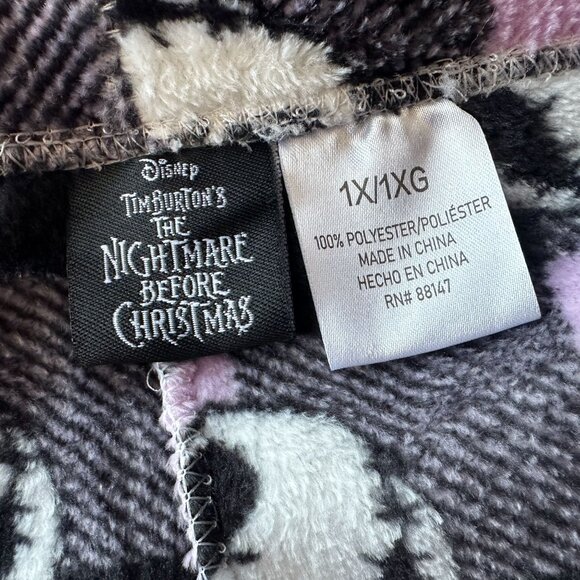 Disney
TIM BURTON'S
THE
NIGHTMARE
BEFORE
CHRISTMAS
1X/1XG
100% POLYESTER/POLIÉSTER
MADE IN CHINA
HECHO EN CHINA
RN# 88147